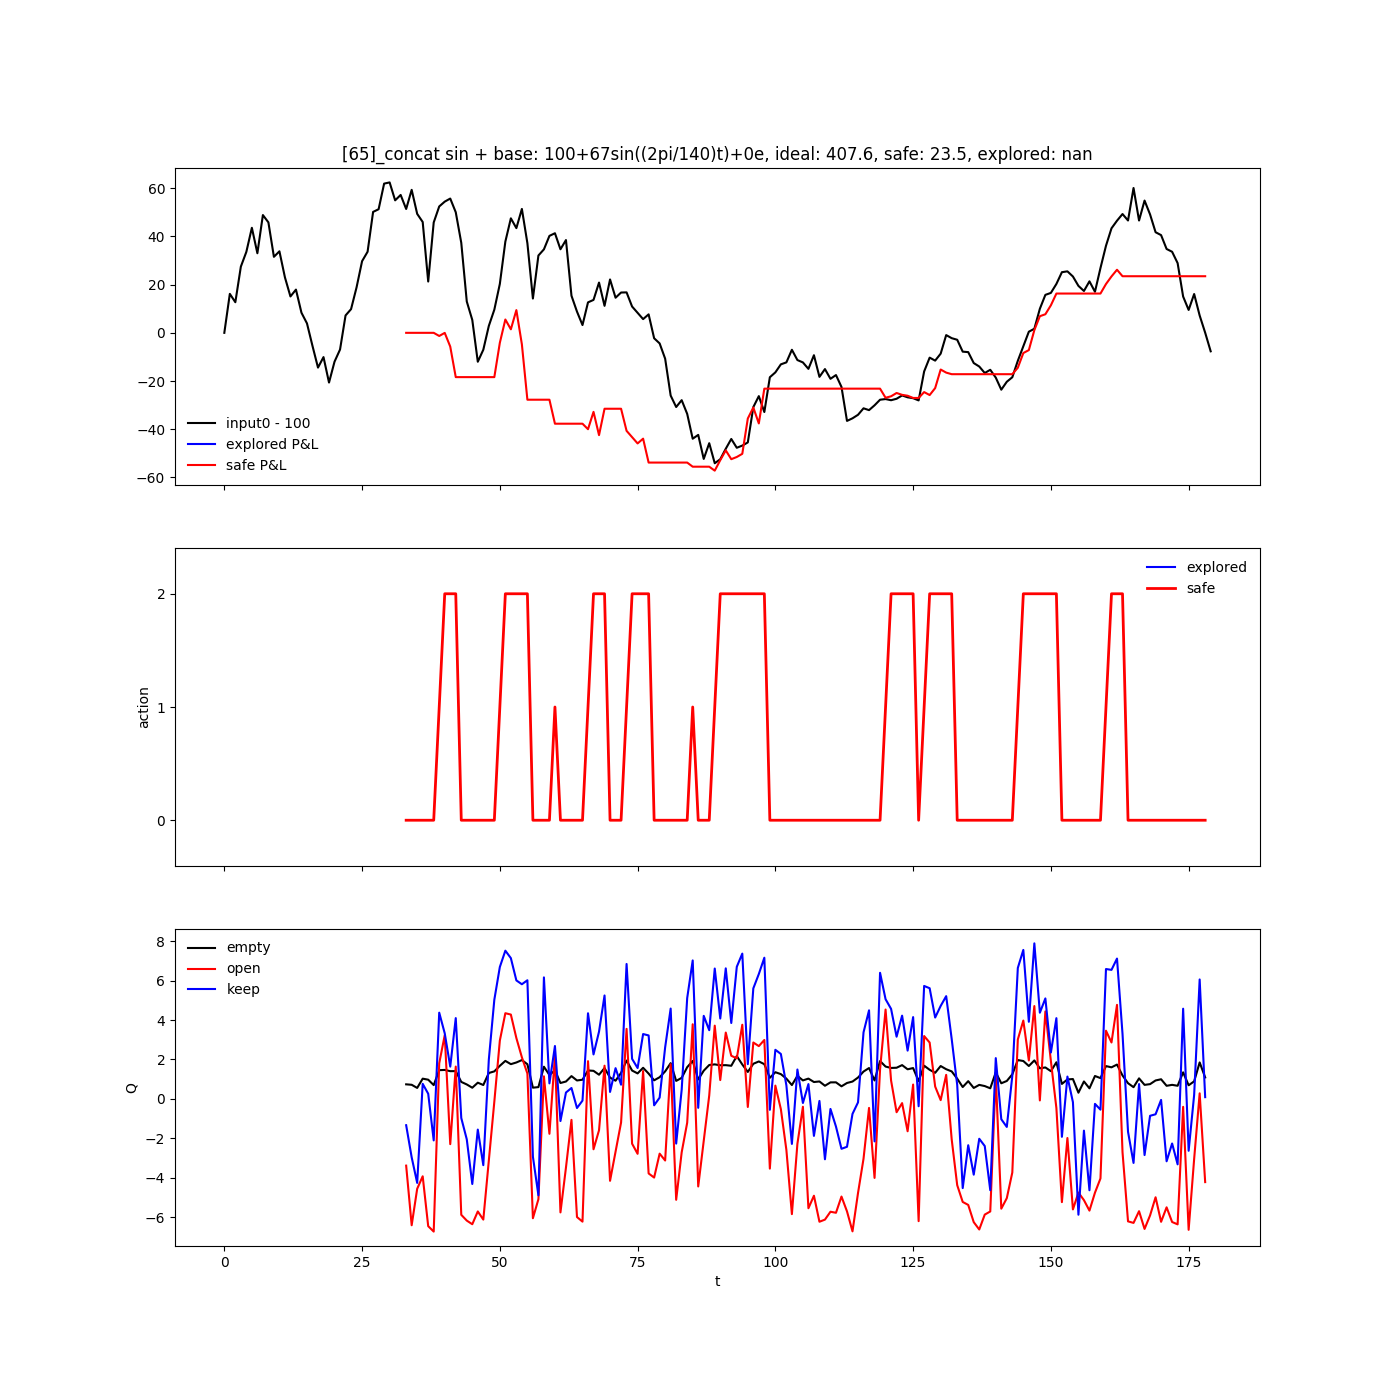 [65]_concat sin + base: 100+67sin((2pi/140)t)+0e, ideal: 407.6, safe: 23.5, explored: nan
60
40
20
0
−20
−40
−60
input0 - 100
explored P&L
safe P&L
explored
safe
2
1
0
action
empty
open
keep
8
6
4
2
0
−2
−4
−6
Q
0 25 50 75 100 125 150 175
t